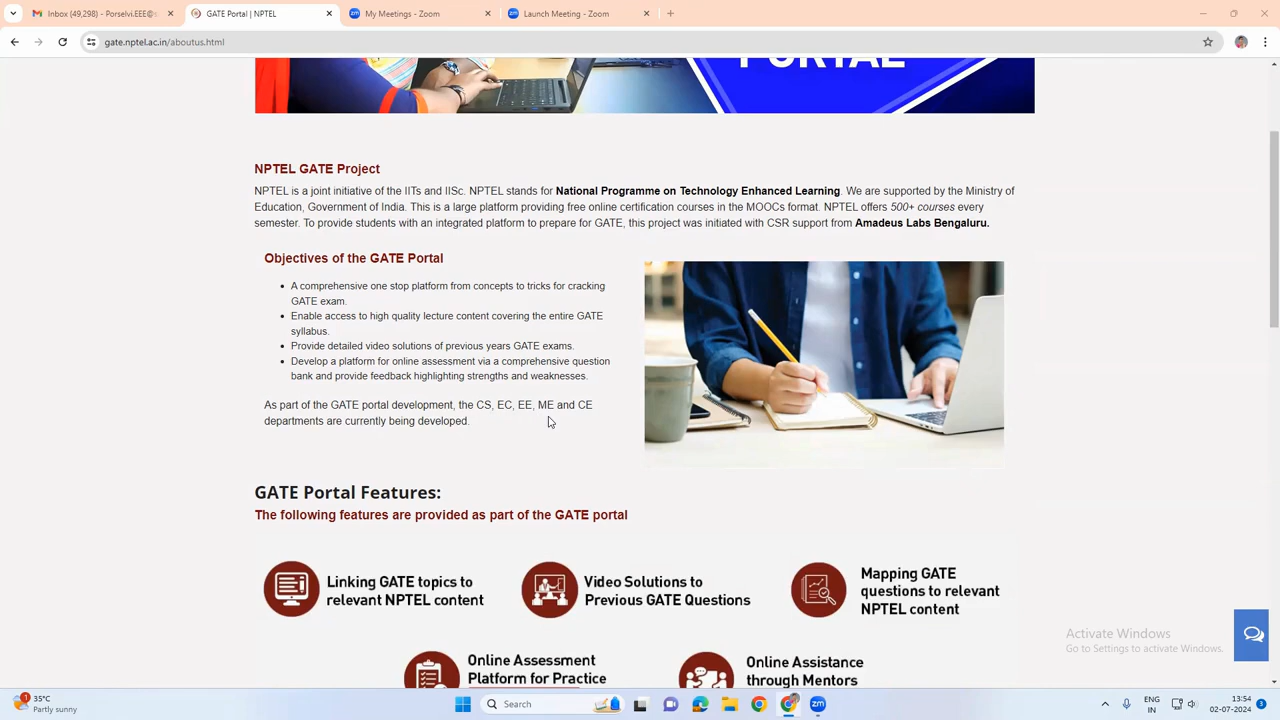 Inbox (49,298) - Porselvi.EEE@s
GATE Portal | NPTEL
My Meetings - Zoom
Launch Meeting - Zoom
gate.nptel.ac.in/aboutus.html
PORTAL
NPTEL GATE Project
NPTEL is a joint initiative of the IITs and IISc. NPTEL stands for National Programme on Technology Enhanced Learning. We are supported by the Ministry of
Education, Government of India. This is a large platform providing free online certification courses in the MOOCs format. NPTEL offers 500+ courses every
semester. To provide students with an integrated platform to prepare for GATE, this project was initiated with CSR support from Amadeus Labs Bengaluru.
Objectives of the GATE Portal
• A comprehensive one stop platform from concepts to tricks for cracking
GATE exam.
• Enable access to high quality lecture content covering the entire GATE
syllabus.
• Provide detailed video solutions of previous years GATE exams.
• Develop a platform for online assessment via a comprehensive question
bank and provide feedback highlighting strengths and weaknesses.
As part of the GATE portal development, the CS, EC, EE, ME and CE
departments are currently being developed.
GATE Portal Features:
The following features are provided as part of the GATE portal
Linking GATE topics to
relevant NPTEL content
Video Solutions to
Previous GATE Questions
Mapping GATE
questions to relevant
NPTEL content
Online Assessment
Platform for Practice
Online Assistance
through Mentors
Activate Windows
Go to Settings to activate Windows.
1
35°C
Partly sunny
Search
ENG
IN
13:54
02-07-2024
3